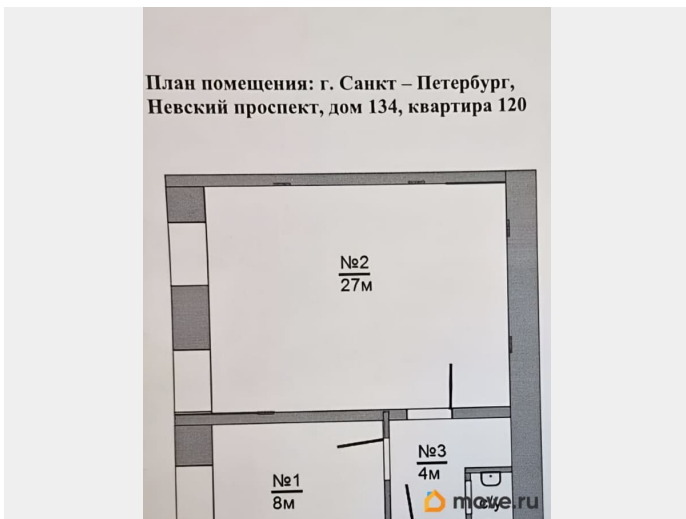 План помещения: г. Санкт – Петербург,
Невский проспект, дом 134, квартира 120
№2
27м
№3
4м
№1
8м
move.ru